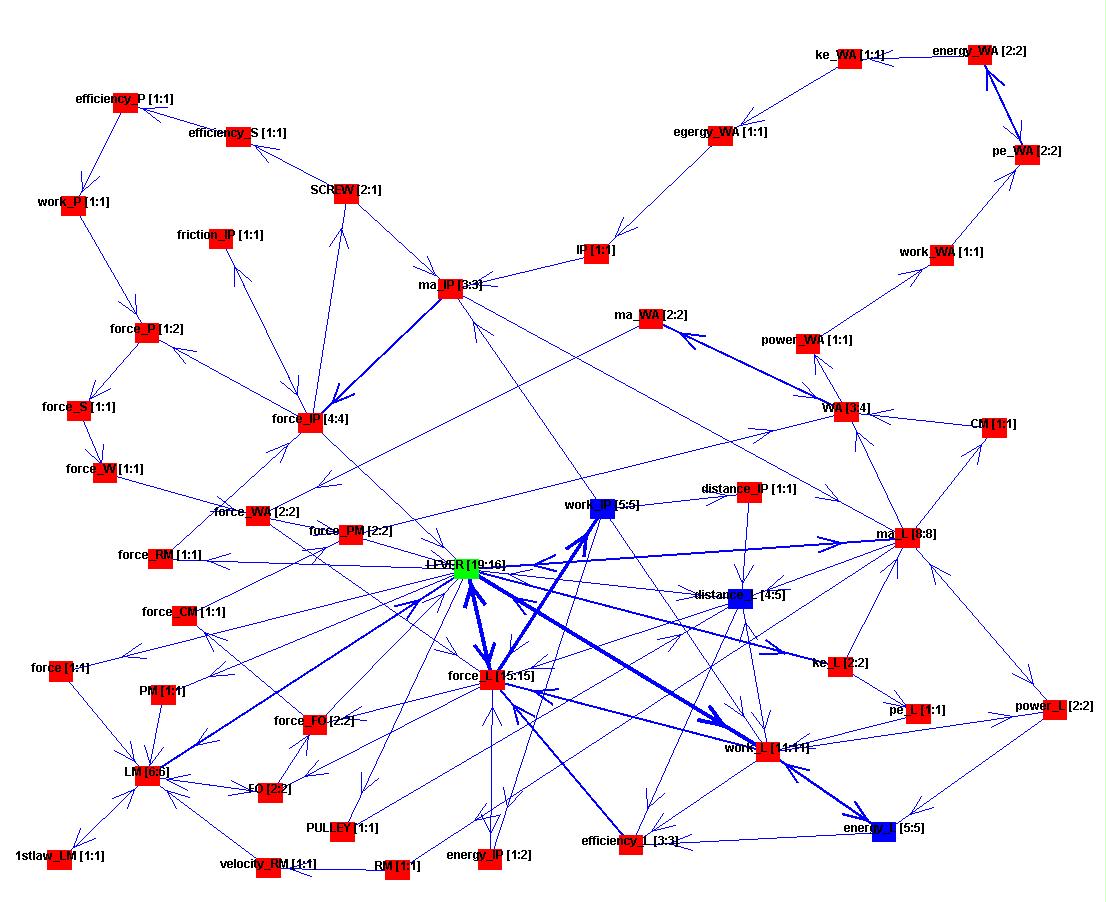 ke_WA [1:1]
energy_WA [2:2]
efficiency_P [1:1]
efficiency_S [1:1]
egergy_WA [1:1]
pe_WA [2:2]
SCREW [2:1]
work_P [1:1]
friction_IP [1:1]
IP [1:1]
work_WA [1:1]
ma_IP [3:3]
ma_WA [2:2]
force_P [1:2]
power_WA [1:1]
force_S [1:1]
force_IP [4:4]
WA [3:4]
CM [1:1]
force_W [1:1]
distance_IP [1:1]
work_IP [5:5]
force_WA [2:2]
force_PM [2:2]
ma_L [8:8]
force_RM [1:1]
LEVER [19:16]
distance_ [4:5]
force_CM [1:1]
force [1:1]
ke_L [2:2]
force_L [15:15]
PM [1:1]
pe_L [1:1]
power_L [2:2]
force_FO [2:2]
work_L [11:11]
LM [6:6]
FO [2:2]
PULLEY [1:1]
energy_L [5:5]
efficiency_L [3:3]
1stlaw_LM [1:1]
energy_IP [1:2]
velocity_RM [1:1]
RM [1:1]